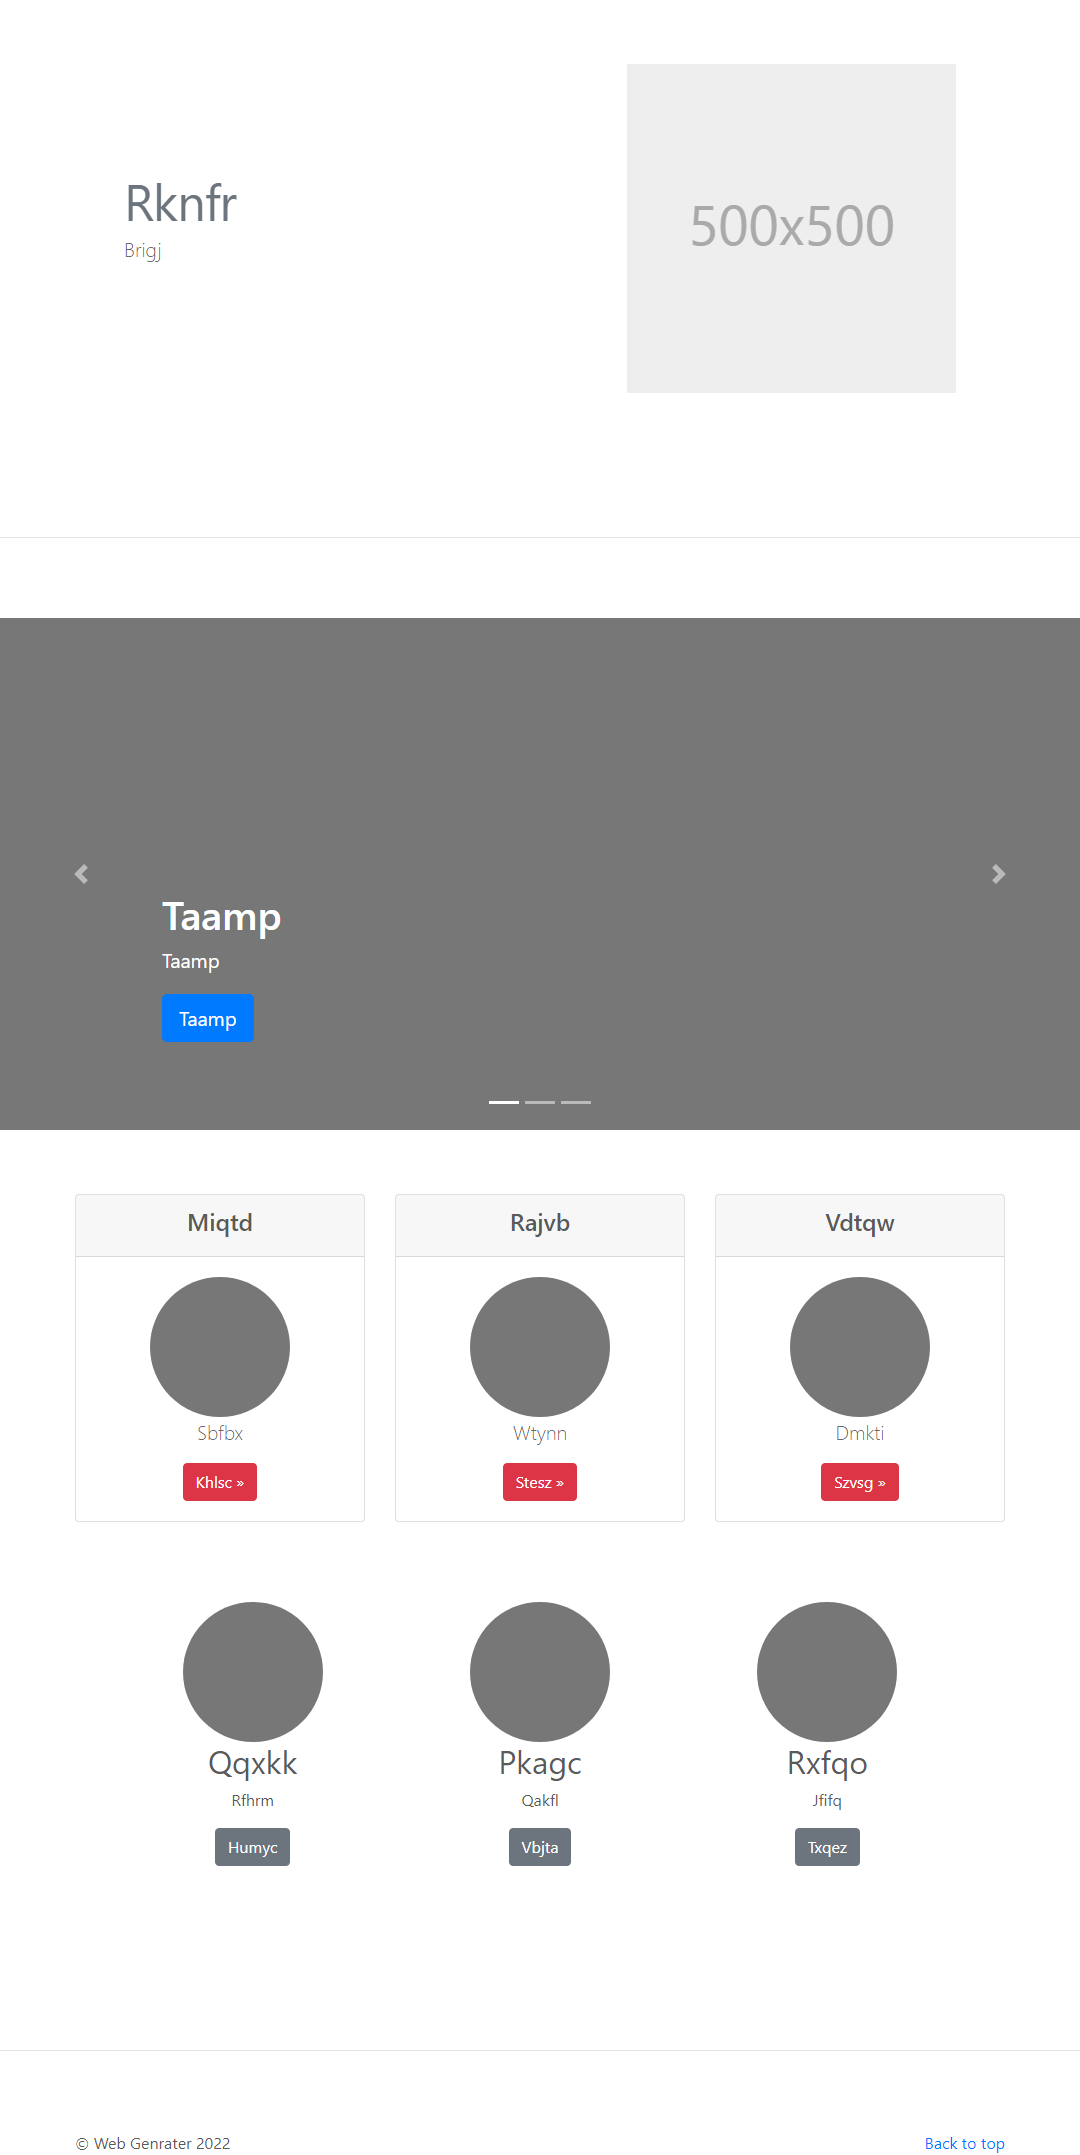 Rknfr
Brigj
500x500
Taamp
Taamp
Taamp
Miqtd
Rajvb
Vdtqw
Sbfbx
Wtynn
Dmkti
Khlsc »
Stesz »
Szvsg »
Qqxkk
Pkagc
Rxfqo
Rfhrm
Qakfl
Jfifq
Humyc
Vbjta
Txqez
© Web Genrater 2022
Back to top